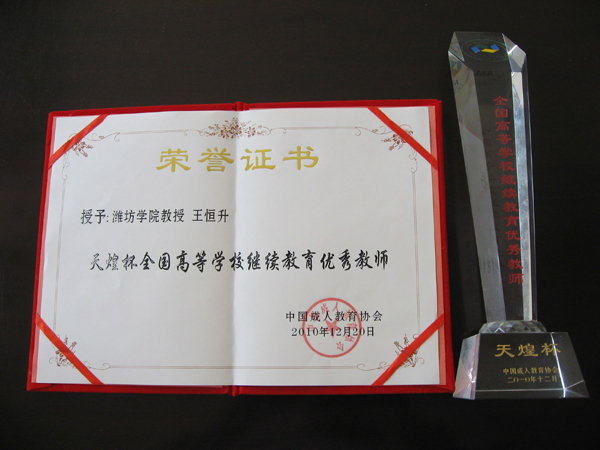 荣誉证书
授予:潍坊学院教授 王恒升
天煌杯全国高等学校继续教育优秀教师
中国成人教育协会
2010年12月20日
全国高等学校继续教育优秀教师
天煌杯
中国成人教育协会
二〇一〇年十二月